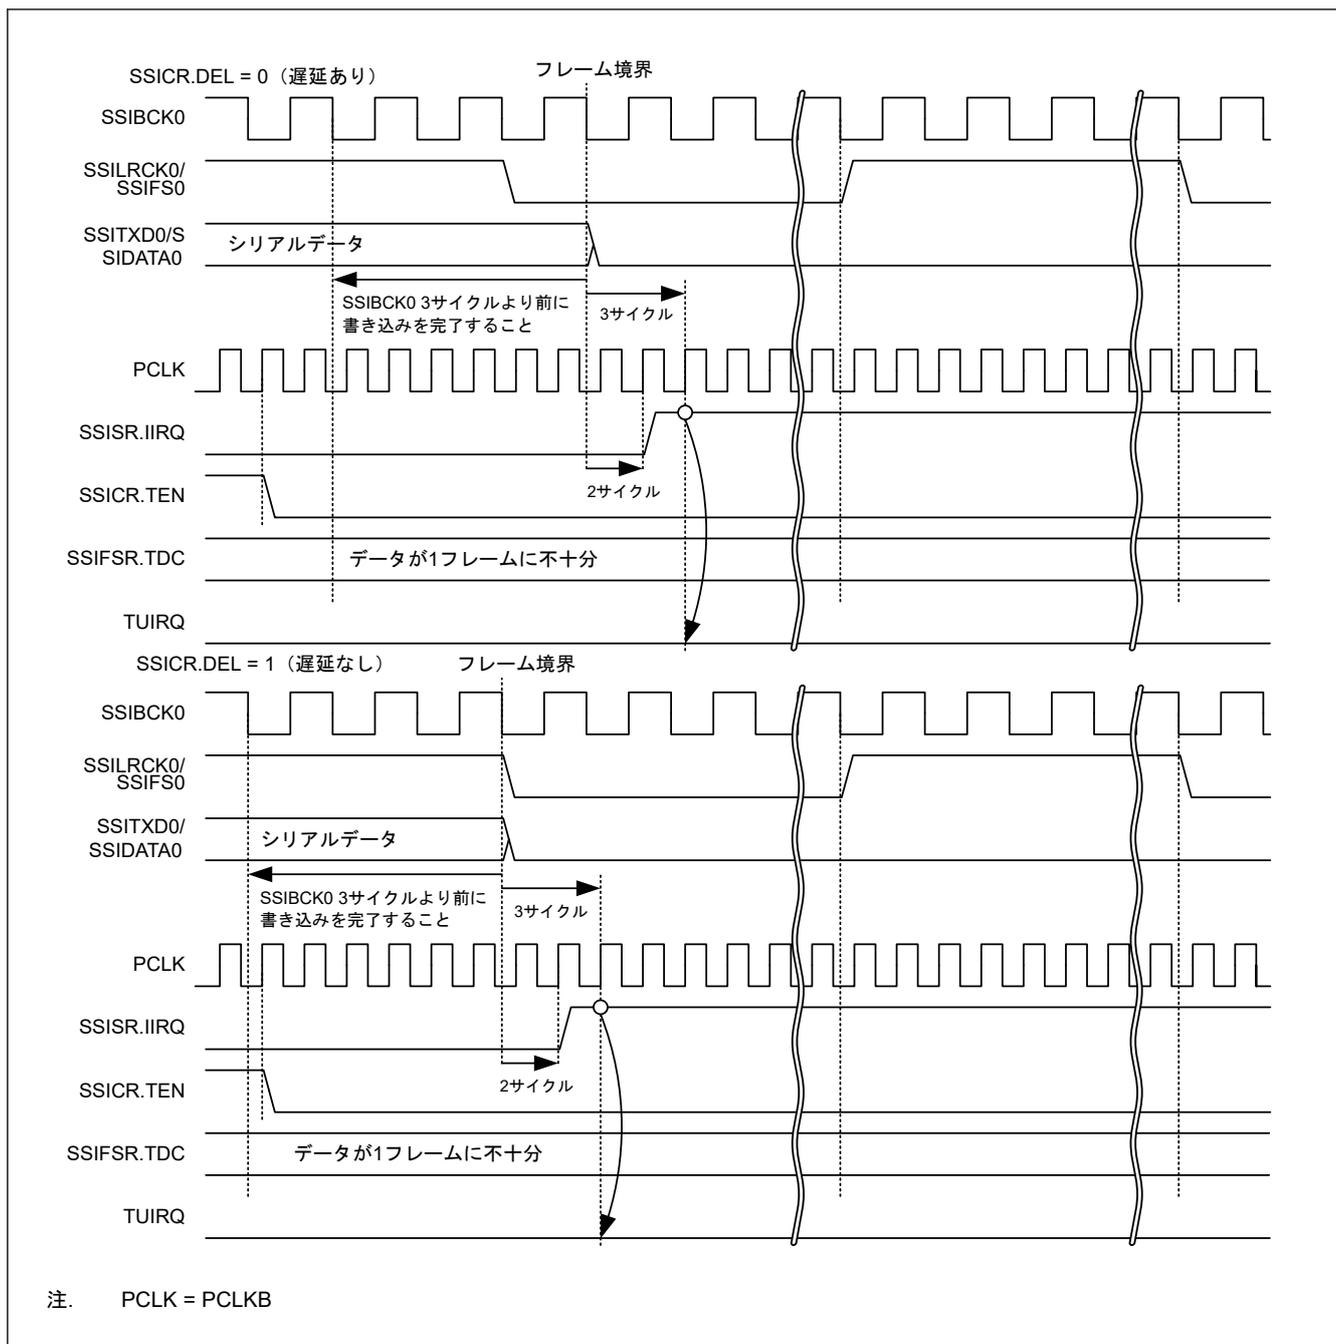 SSICR.DEL = 0（遅延あり）
フレーム境界
SSIBCK0
SSILRCK0/
SSIFS0
SSITXD0/S
SIDATA0
シリアルデータ
SSIBCK0 3サイクルより前に
書き込みを完了すること
3サイクル
PCLK
SSISR.IIRQ
2サイクル
SSICR.TEN
SSIFSR.TDC
データが1フレームに不十分
TUIRQ
SSICR.DEL = 1（遅延なし）
フレーム境界
SSIBCK0
SSILRCK0/
SSIFS0
SSITXD0/
SSIDATA0
シリアルデータ
SSIBCK0 3サイクルより前に
書き込みを完了すること
3サイクル
PCLK
SSISR.IIRQ
2サイクル
SSICR.TEN
SSIFSR.TDC
データが1フレームに不十分
TUIRQ
注. PCLK = PCLKB